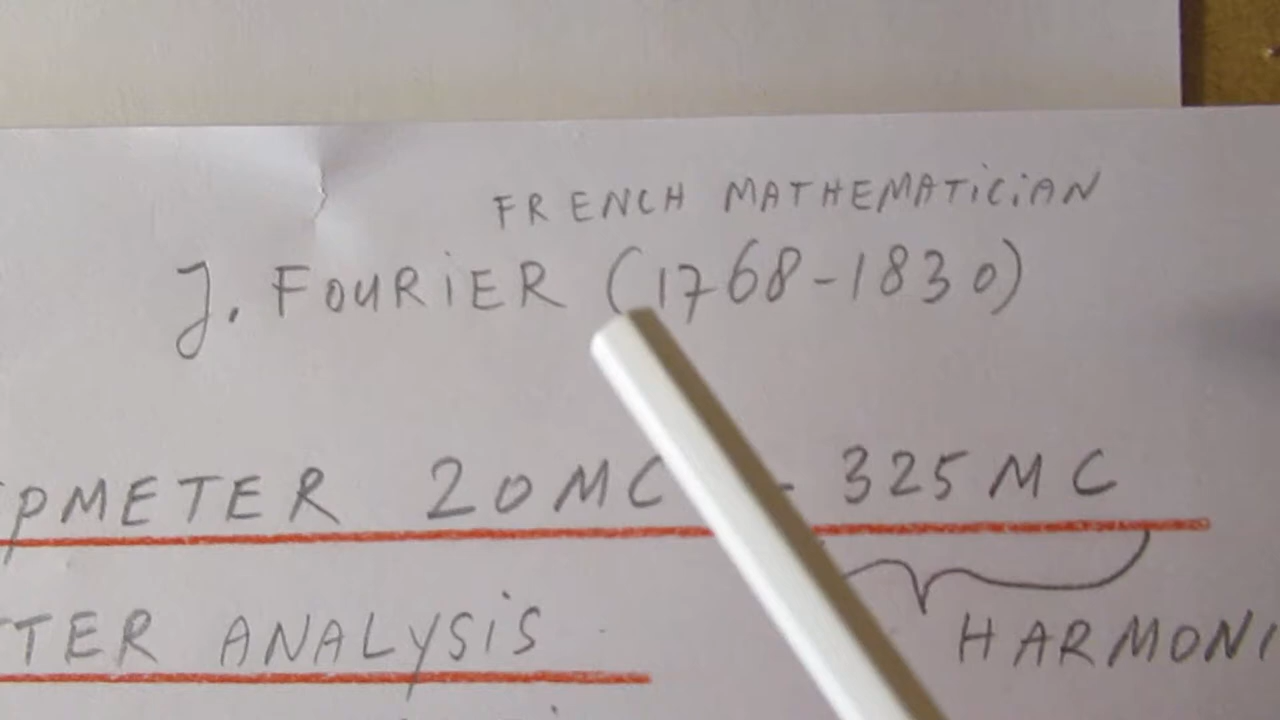 FRENCH MATHEMATiCiAN
J. FOURiER (1768-1830)
PMETER 20MC - 325MC
TER ANALYSiS
HARMONI